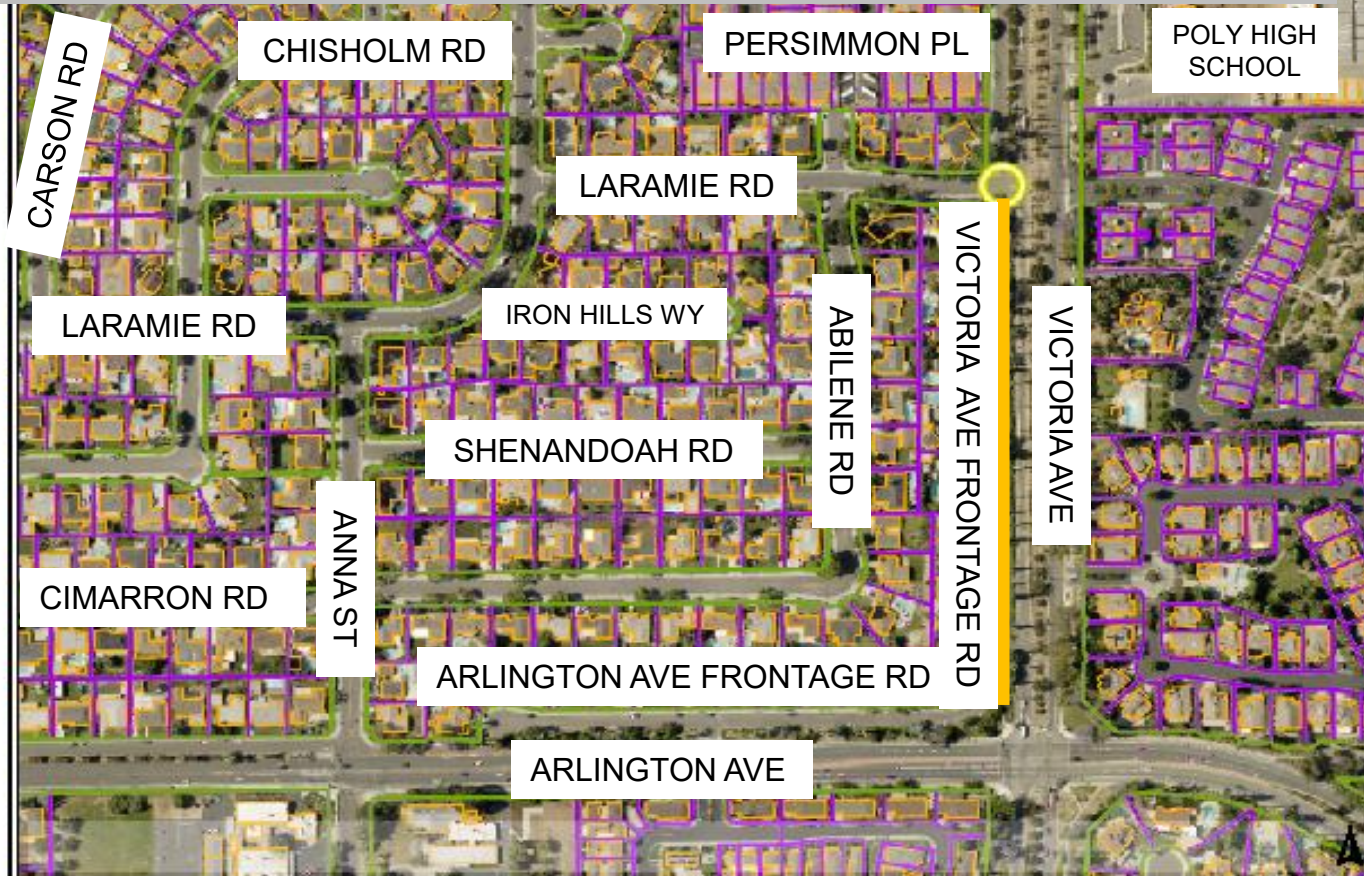 CARSON RD
CHISHOLM RD
PERSIMMON PL
POLY HIGH
SCHOOL
LARAMIE RD
LARAMIE RD
IRON HILLS WY
ABILENE RD
VICTORIA AVE FRONTAGE RD
VICTORIA AVE
SHENANDOAH RD
ANNA ST
CIMARRON RD
ARLINGTON AVE FRONTAGE RD
ARLINGTON AVE